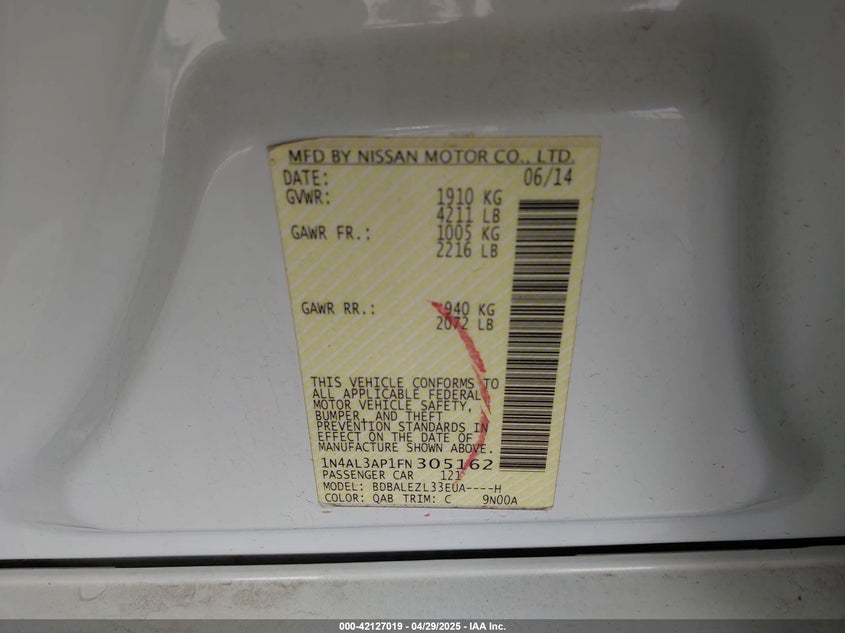 MFD BY NISSAN MOTOR CO., LTD.
DATE: 06/14
GVWR: 1910 KG
4211 LB
GAWR FR.: 1005 KG
2216 LB
GAWR RR.: 940 KG
2072 LB
THIS VEHICLE CONFORMS TO
ALL APPLICABLE FEDERAL
MOTOR VEHICLE SAFETY,
BUMPER, AND THEFT
PREVENTION STANDARDS IN
EFFECT ON THE DATE OF
MANUFACTURE SHOWN ABOVE.
1N4AL3AP1FN 305162
PASSENGER CAR 121
MODEL: BDBALEZL33EUA----H
COLOR: QAB TRIM: C 9N00A
000-42127019 - 04/29/2025 - IAA Inc.